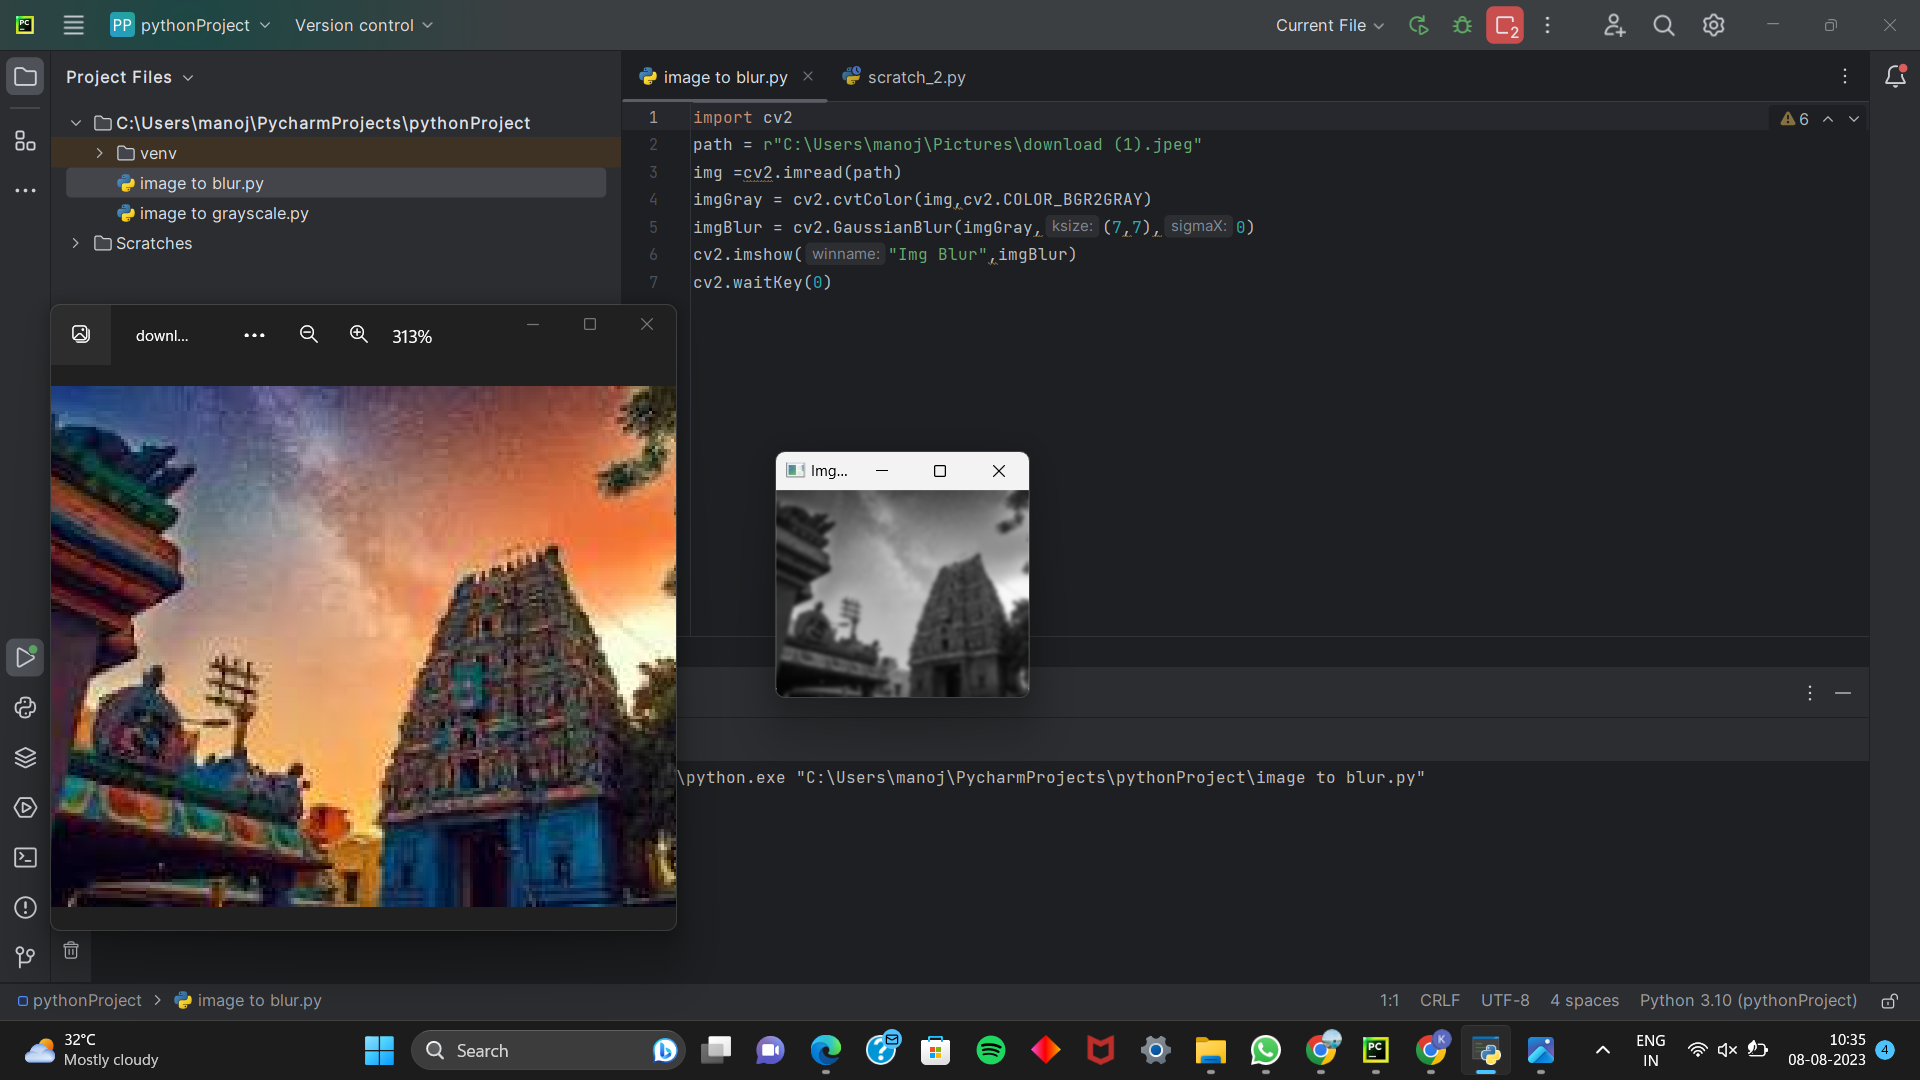 PC
PP pythonProject
Version control
Current File
2
Project Files
image to blur.py
scratch_2.py
C:\Users\manoj\PycharmProjects\pythonProject
venv
image to blur.py
image to grayscale.py
Scratches
6
1 import cv2
2 path = r"C:\Users\manoj\Pictures\download (1).jpeg"
3 img =cv2.imread(path)
4 imgGray = cv2.cvtColor(img,cv2.COLOR_BGR2GRAY)
5 imgBlur = cv2.GaussianBlur(imgGray, ksize: (7,7), sigmaX: 0)
6 cv2.imshow( winname: "Img Blur",imgBlur)
7 cv2.waitKey(0)
downl...
313%
Img...
\python.exe "C:\Users\manoj\PycharmProjects\pythonProject\image to blur.py"
pythonProject > image to blur.py
1:1 CRLF UTF-8 4 spaces Python 3.10 (pythonProject)
32°C
Mostly cloudy
Search
PC
K
ENG
IN
10:35
08-08-2023
4